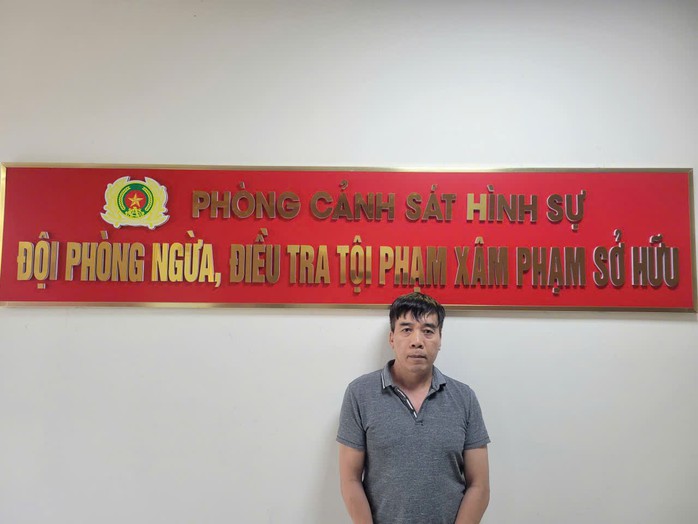 PHÒNG CẢNH SÁT HÌNH SỰ
ĐỘI PHÒNG NGỪA, ĐIỀU TRA TỘI PHẠM XÂM PHẠM SỞ HỮU